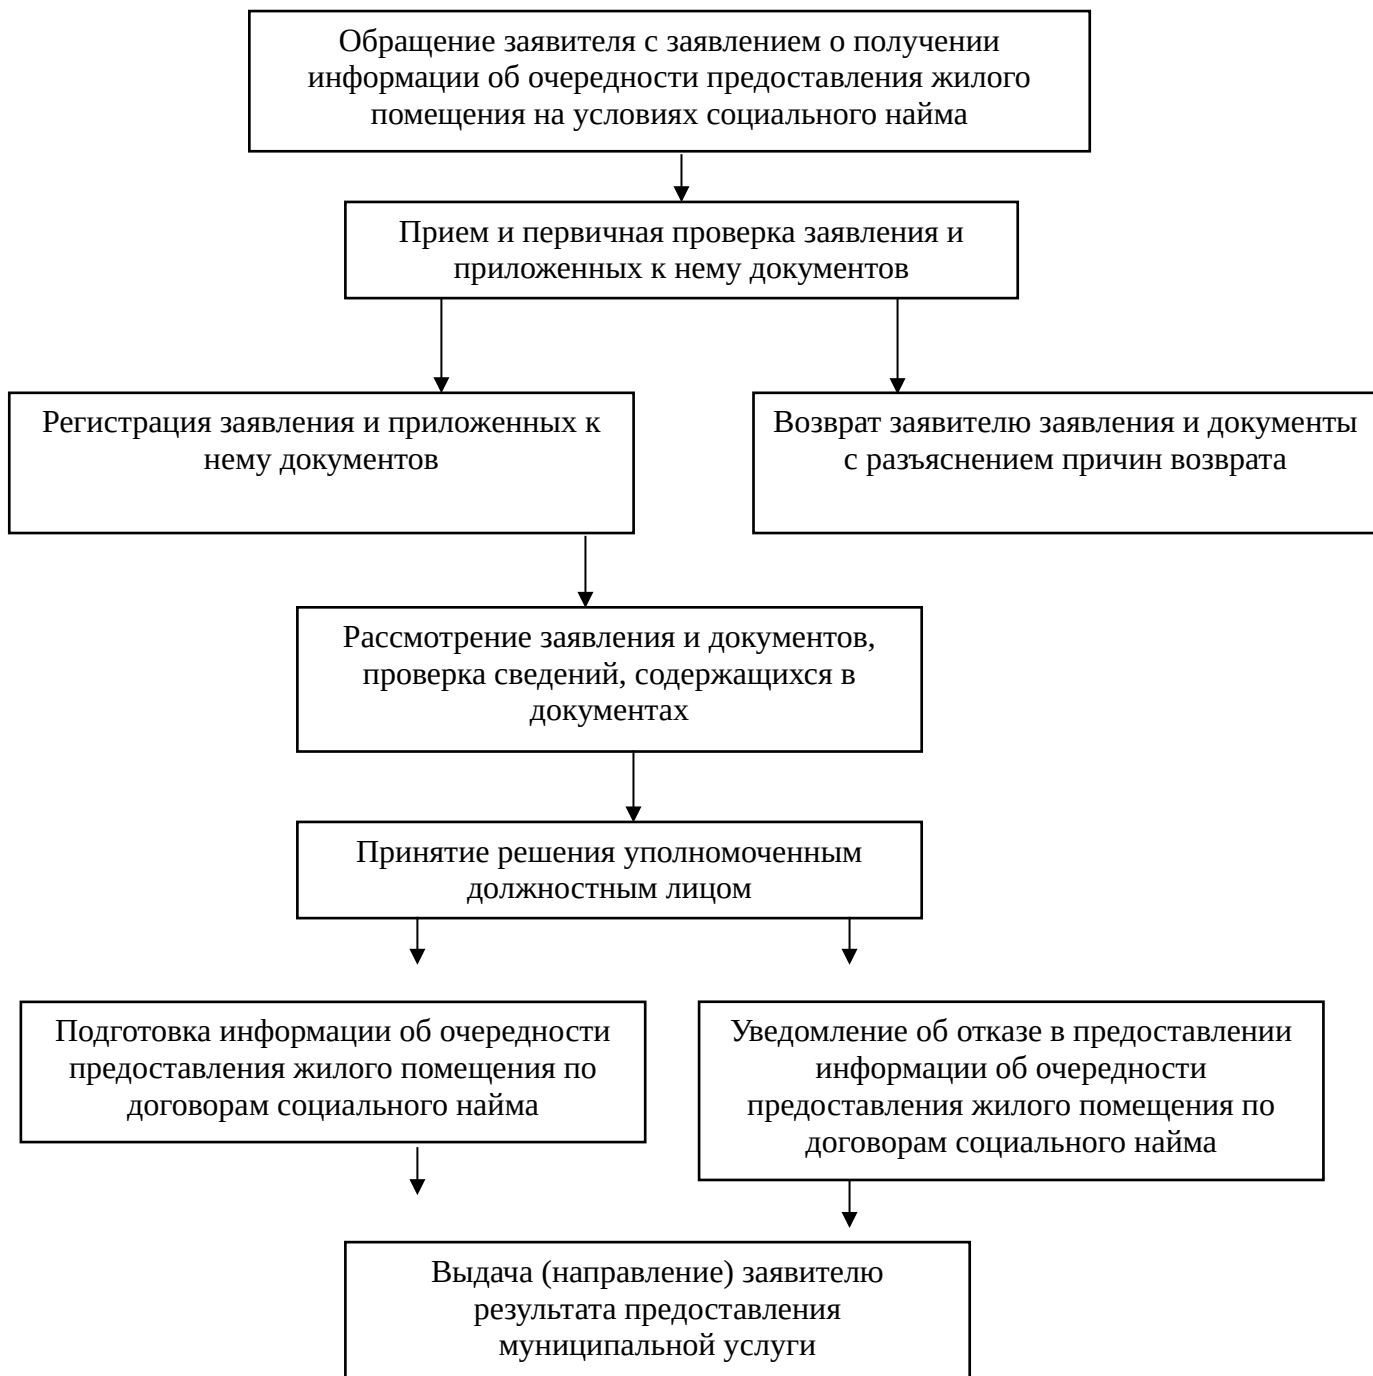 Обращение заявителя с заявлением о получении
информации об очередности предоставления жилого
помещения на условиях социального найма
Прием и первичная проверка заявления и
приложенных к нему документов
Регистрация заявления и приложенных к
нему документов
Возврат заявителю заявления и документы
с разъяснением причин возврата
Рассмотрение заявления и документов,
проверка сведений, содержащихся в
документах
Принятие решения уполномоченным
должностным лицом
Подготовка информации об очередности
предоставления жилого помещения по
договорам социального найма
Уведомление об отказе в предоставлении
информации об очередности
предоставления жилого помещения по
договорам социального найма
Выдача (направление) заявителю
результата предоставления
муниципальной услуги